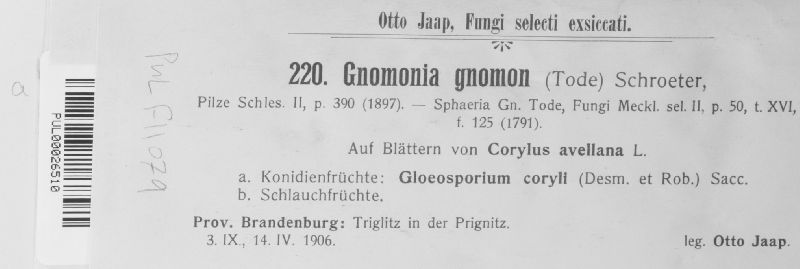 Otto Jaap, Fungi selecti exsiccati.
220. Gnomonia gnomon (Tode) Schroeter,
Pilze Schles. II, p. 390 (1897). — Sphaeria Gn. Tode, Fungi Meckl. sel. II, p. 50, t. XVI,
f. 125 (1791).
Auf Blättern von Corylus avellana L.
a. Konidienfrüchte: Gloeosporium coryli (Desm. et Rob.) Sacc.
b. Schlauchfrüchte.
Prov. Brandenburg: Triglitz in der Prignitz.
3. IX., 14. IV. 1906.
leg. Otto Jaap.
PUL00026510
PUL F11079
a